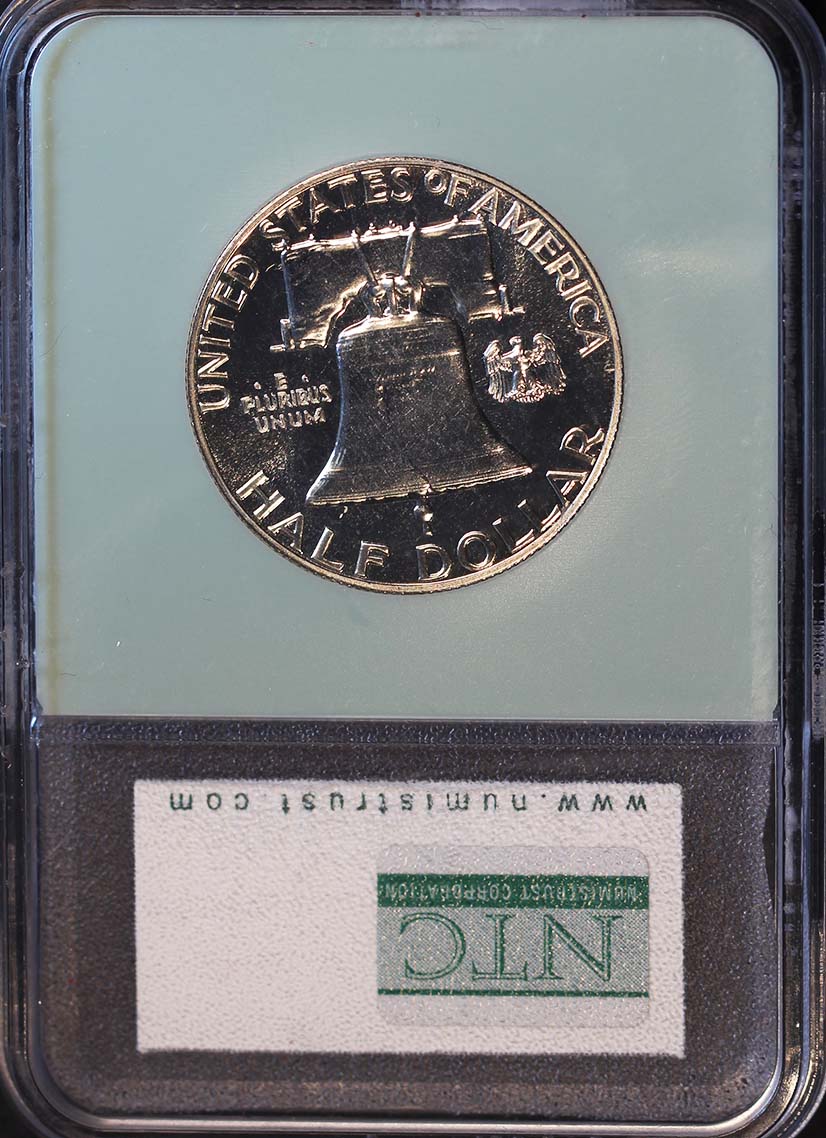 UNITED STATES OF AMERICA
E
PLURIBUS
UNUM
HALF DOLLAR
www.numistrust.com
NTC
NUMISTRUST CORPORATION